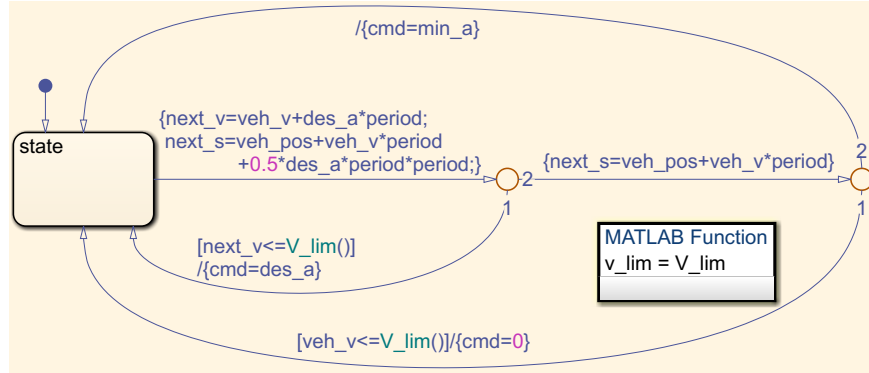 /{cmd=min_a}
{next_v=veh_v+des_a*period;
next_s=veh_pos+veh_v*period
+0.5*des_a*period*period;}
state
2
{next_s=veh_pos+veh_v*period}
2
1
1
[next_v<=V_lim()]
/{cmd=des_a}
MATLAB Function
v_lim = V_lim
[veh_v<=V_lim()]/{cmd=0}